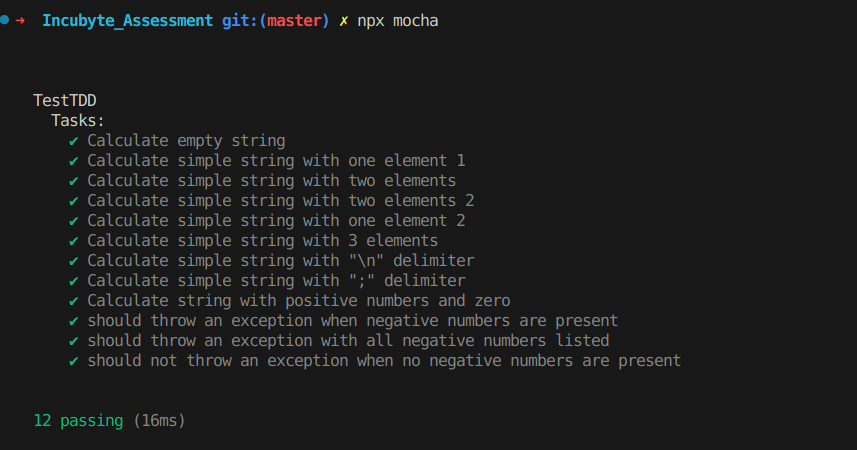 ➜ Incubyte_Assessment git:(master) ✗ npx mocha
TestTDD
Tasks:
✔ Calculate empty string
✔ Calculate simple string with one element 1
✔ Calculate simple string with two elements
✔ Calculate simple string with two elements 2
✔ Calculate simple string with one element 2
✔ Calculate simple string with 3 elements
✔ Calculate simple string with "\n" delimiter
✔ Calculate simple string with ";" delimiter
✔ Calculate string with positive numbers and zero
✔ should throw an exception when negative numbers are present
✔ should throw an exception with all negative numbers listed
✔ should not throw an exception when no negative numbers are present
12 passing (16ms)